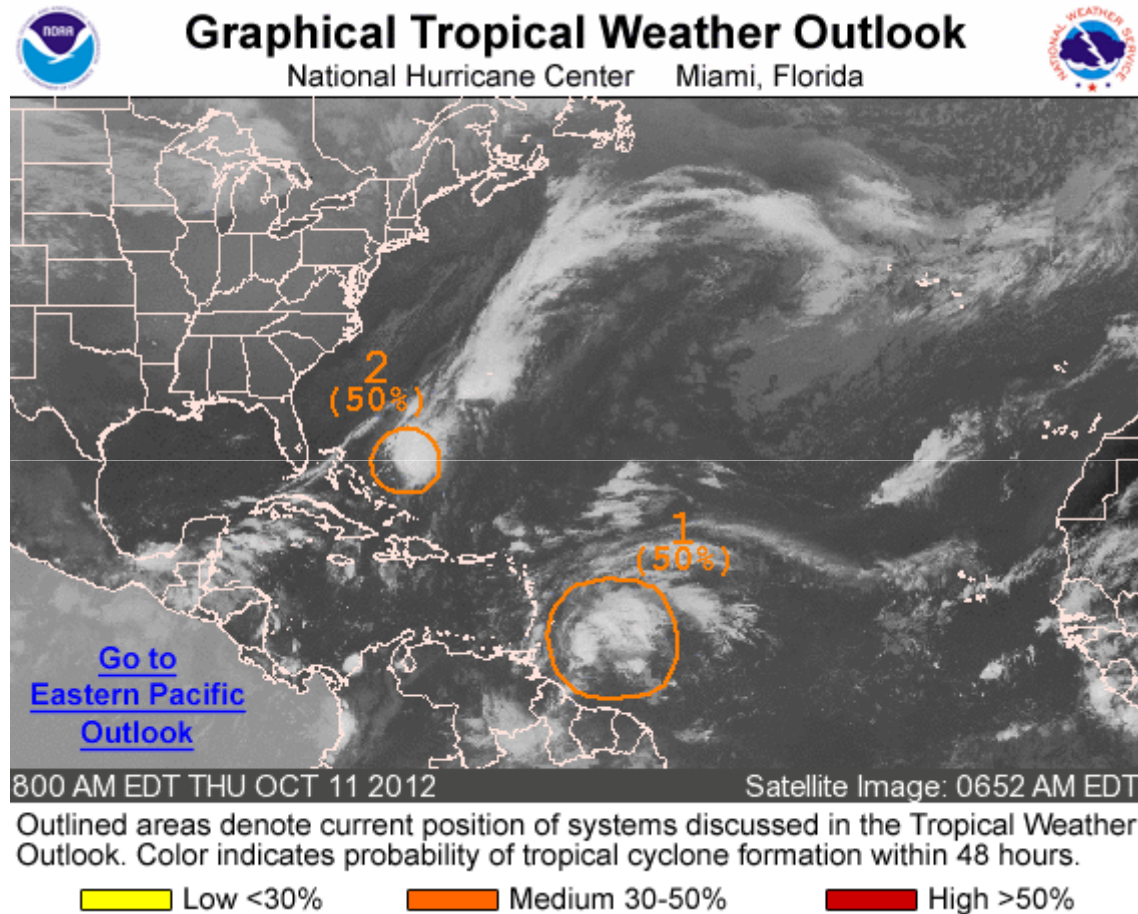 NOAA
Graphical Tropical Weather Outlook
National Hurricane Center Miami, Florida
NATIONAL WEATHER SERVICE
2
(50%)
1
(50%)
Go to
Eastern Pacific
Outlook
800 AM EDT THU OCT 11 2012 Satellite Image: 0652 AM EDT
Outlined areas denote current position of systems discussed in the Tropical Weather
Outlook. Color indicates probability of tropical cyclone formation within 48 hours.
Low <30% Medium 30-50% High >50%